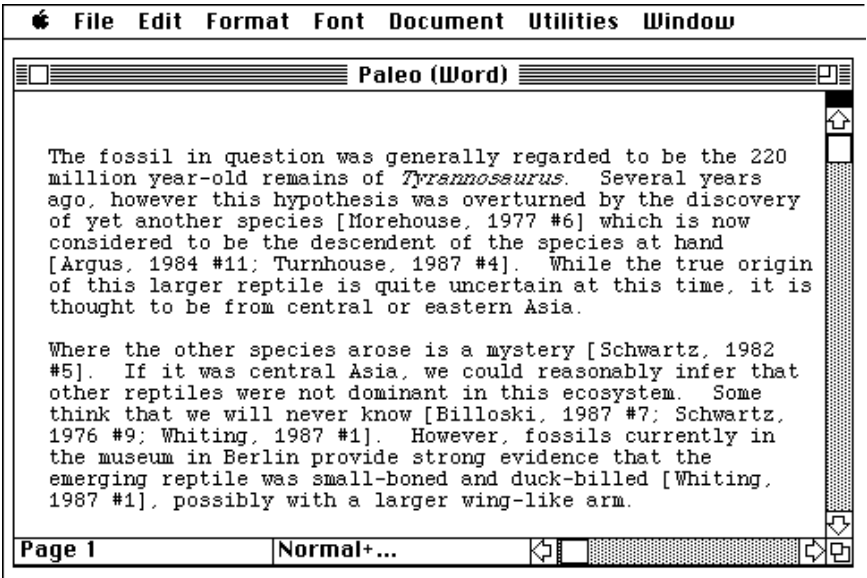 File Edit Format Font Document Utilities Window
Paleo (Word)
The fossil in question was generally regarded to be the 220
million year-old remains of Tyrannosaurus. Several years
ago, however this hypothesis was overturned by the discovery
of yet another species [Morehouse, 1977 #6] which is now
considered to be the descendent of the species at hand
[Argus, 1984 #11; Turnhouse, 1987 #4]. While the true origin
of this larger reptile is quite uncertain at this time, it is
thought to be from central or eastern Asia.
Where the other species arose is a mystery [Schwartz, 1982
#5]. If it was central Asia, we could reasonably infer that
other reptiles were not dominant in this ecosystem. Some
think that we will never know [Billoski, 1987 #7; Schwartz,
1976 #9; Whiting, 1987 #1]. However, fossils currently in
the museum in Berlin provide strong evidence that the
emerging reptile was small-boned and duck-billed [Whiting,
1987 #1], possibly with a larger wing-like arm.
Page 1 Normal+...